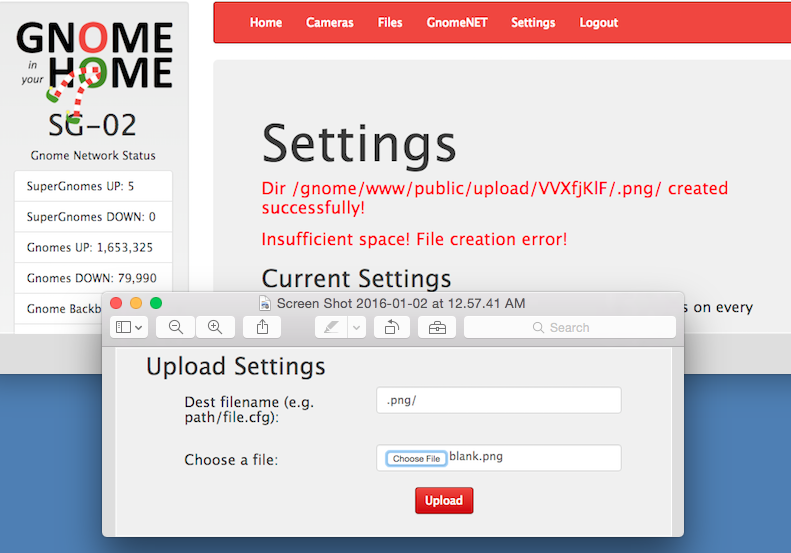 GNOME
in your HOME
SG-02
Gnome Network Status
SuperGnomes UP: 5
SuperGnomes DOWN: 0
Gnomes UP: 1,653,325
Gnomes DOWN: 79,990
Gnome Backb
Home Cameras Files GnomeNET Settings Logout
Settings
Dir /gnome/www/public/upload/VVXfjKlF/.png/ created
successfully!
Insufficient space! File creation error!
Current Settings
s on every
Screen Shot 2016-01-02 at 12.57.41 AM
Search
Upload Settings
Dest filename (e.g.
path/file.cfg):
.png/
Choose a file:
Choose File blank.png
Upload